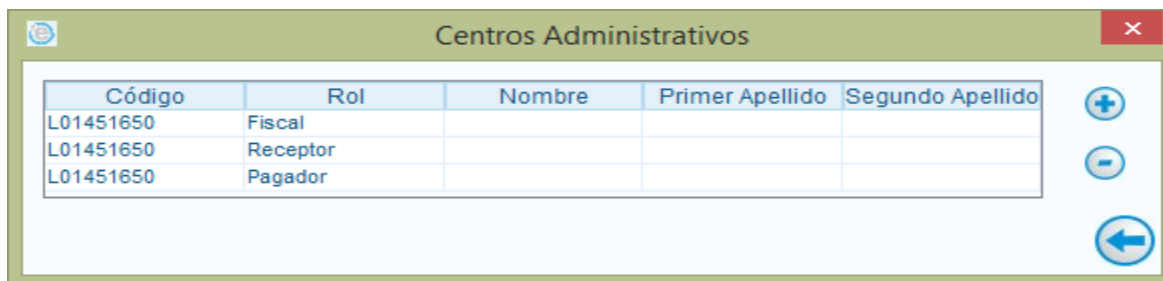 Centros Administrativos
Código Rol Nombre Primer Apellido Segundo Apellido
L01451650 Fiscal
L01451650 Receptor
L01451650 Pagador